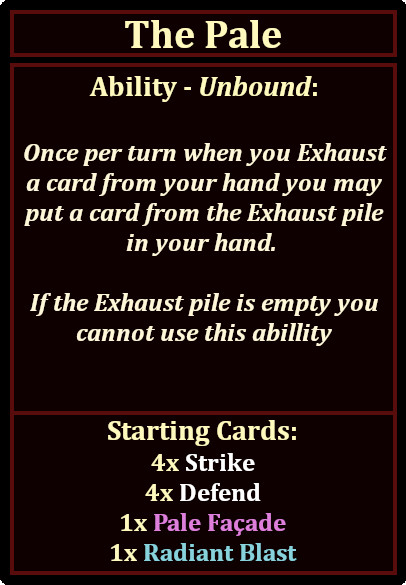 The Pale
Ability - Unbound:
Once per turn when you Exhaust
a card from your hand you may
put a card from the Exhaust pile
in your hand.
If the Exhaust pile is empty you
cannot use this abillity
Starting Cards:
4x Strike
4x Defend
1x Pale Façade
1x Radiant Blast